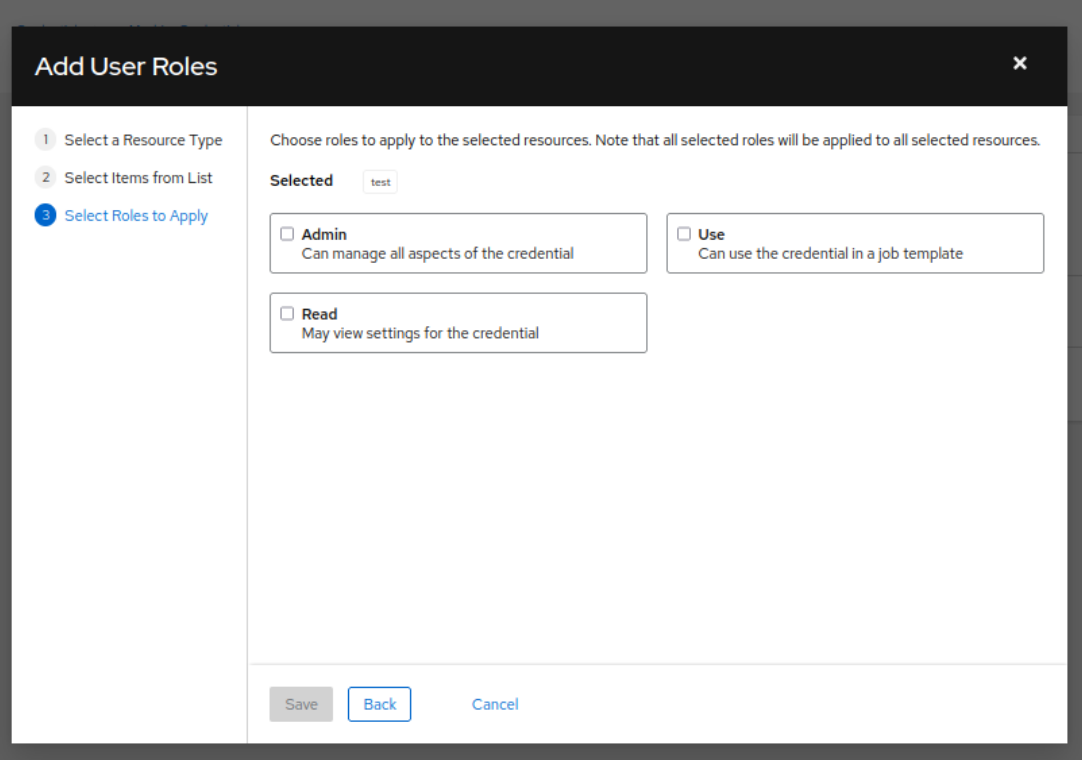 Add User Roles
1 Select a Resource Type
2 Select Items from List
3 Select Roles to Apply
Choose roles to apply to the selected resources. Note that all selected roles will be applied to all selected resources.
Selected test
Admin
Can manage all aspects of the credential
Use
Can use the credential in a job template
Read
May view settings for the credential
Save Back Cancel